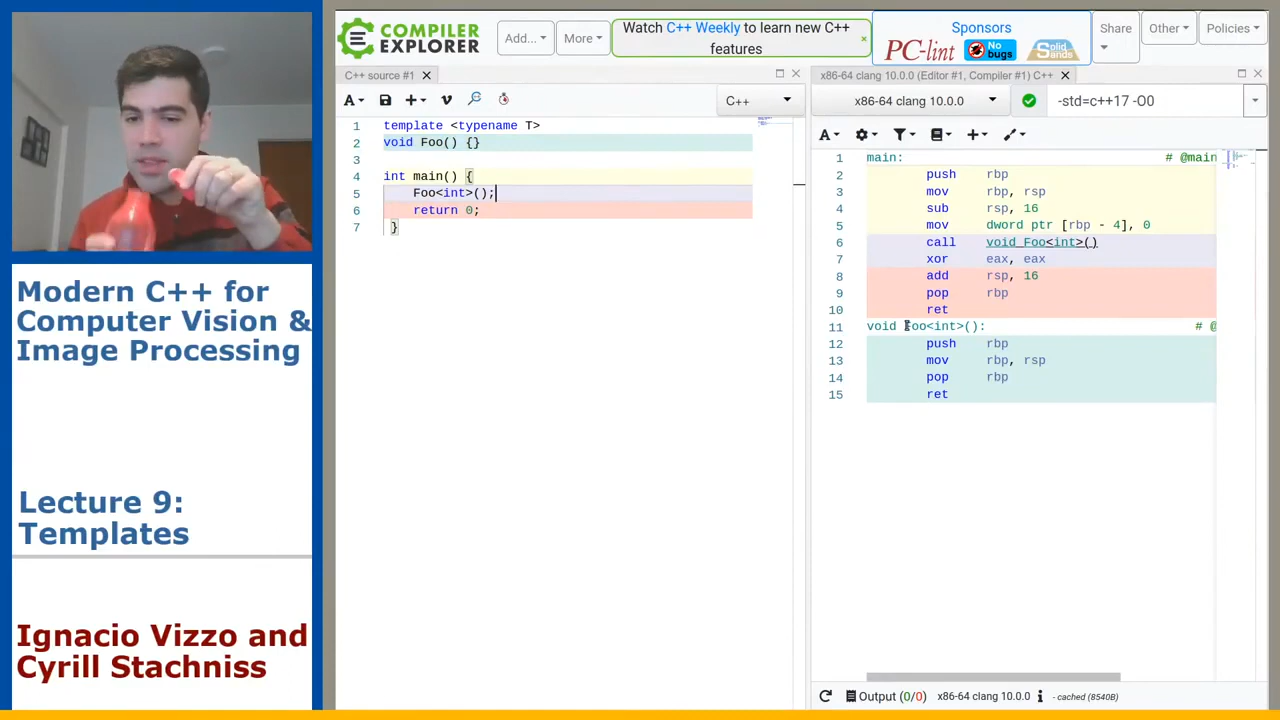 Modern C++ for
Computer Vision &
Image Processing
Lecture 9:
Templates
Ignacio Vizzo and
Cyrill Stachniss
COMPILER
EXPLORER
Add...
More
Watch C++ Weekly to learn new C++
features
×
Sponsors
PC-lint
No
bugs
Solid
Sands
Share
Other
Policies
C++ source #1
A
C++
1 template <typename T>
2 void Foo() {}
3
4 int main() {
5 Foo<int>();
6 return 0;
7 }
x86-64 clang 10.0.0 (Editor #1, Compiler #1) C++
x86-64 clang 10.0.0
-std=c++17 -O0
A
1 main: # @main
2 push rbp
3 mov rbp, rsp
4 sub rsp, 16
5 mov dword ptr [rbp - 4], 0
6 call void Foo<int>()
7 xor eax, eax
8 add rsp, 16
9 pop rbp
10 ret
11 void Foo<int>(): # @
12 push rbp
13 mov rbp, rsp
14 pop rbp
15 ret
Output (0/0) x86-64 clang 10.0.0 i - cached (8540B)